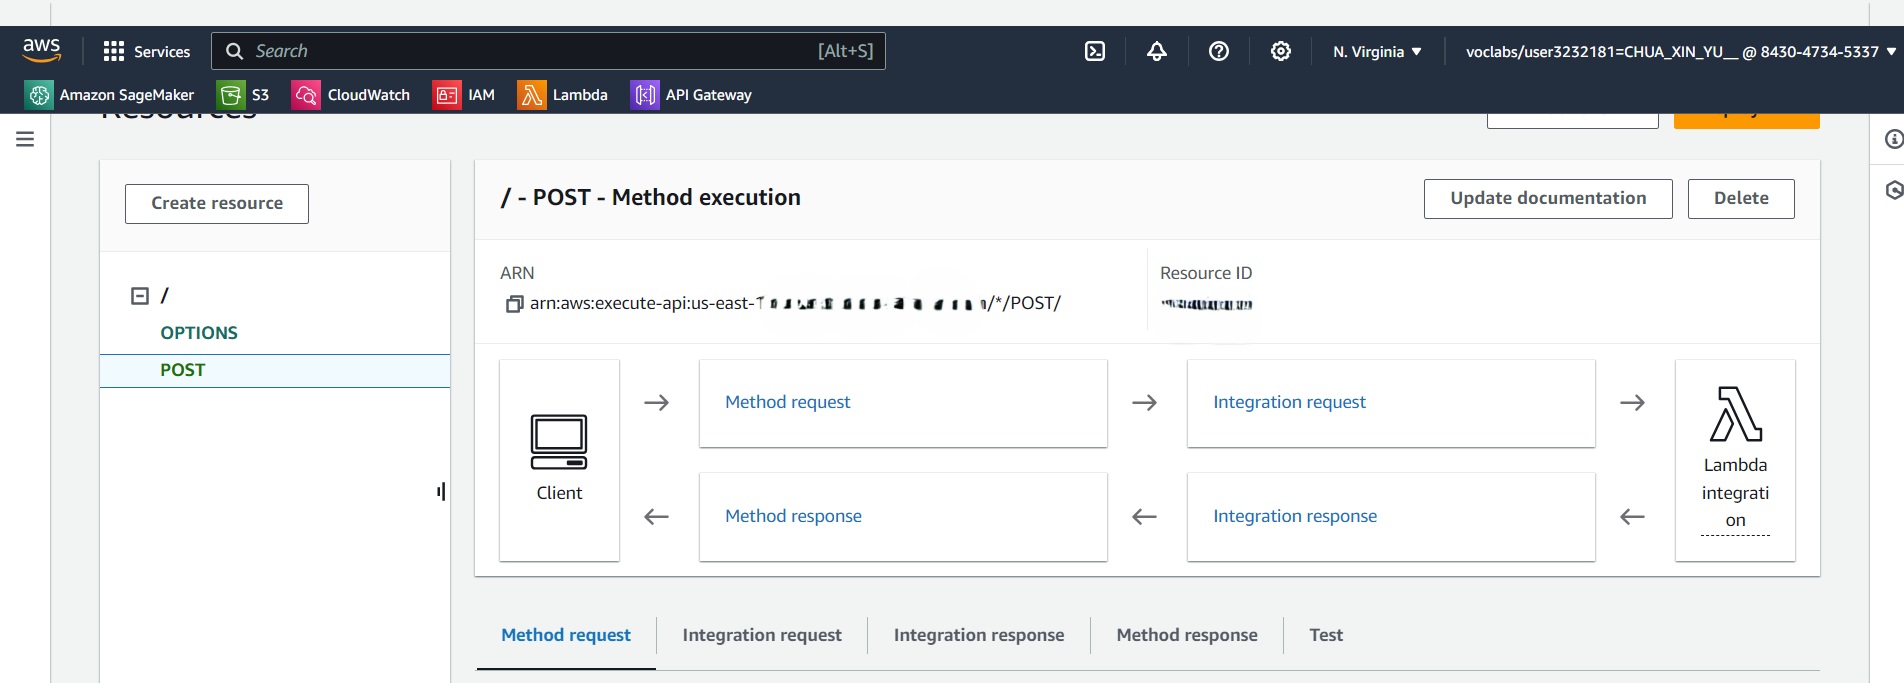 aws
Services
Search
[Alt+S]
N. Virginia
voclabs/user3232181=CHUA_XIN_YU__ @ 8430-4734-5337
Amazon SageMaker
S3
CloudWatch
IAM
Lambda
API Gateway
Resources
Create resource
/ - POST - Method execution
Update documentation
Delete
/
OPTIONS
POST
ARN
arn:aws:execute-api:us-east-
/*/POST/
Resource ID
Client
Method request
Integration request
Method response
Integration response
Lambda
integrati
on
Method request
Integration request
Integration response
Method response
Test